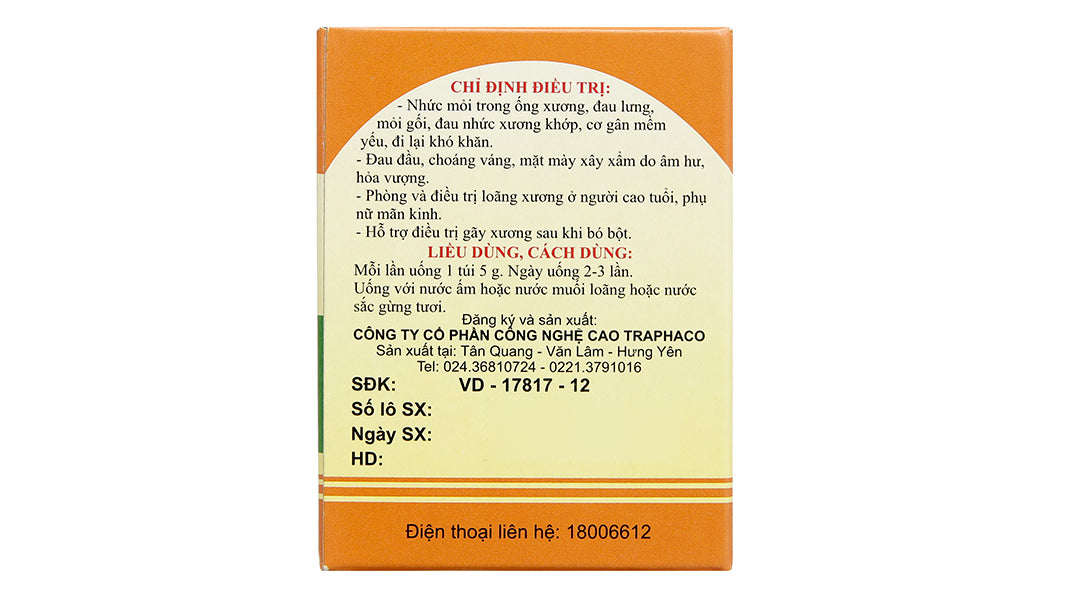 CHỈ ĐỊNH ĐIỀU TRỊ:
- Nhức mỏi trong ống xương, đau lưng,
mỏi gối, đau nhức xương khớp, cơ gân mềm
yếu, đi lại khó khăn.
- Đau đầu, choáng váng, mặt mày xây xẩm do âm hư,
hỏa vượng.
- Phòng và điều trị loãng xương ở người cao tuổi, phụ
nữ mãn kinh.
- Hỗ trợ điều trị gãy xương sau khi bó bột.
LIỀU DÙNG, CÁCH DÙNG:
Mỗi lần uống 1 túi 5 g. Ngày uống 2-3 lần.
Uống với nước ấm hoặc nước muối loãng hoặc nước
sắc gừng tươi.
Đăng ký và sản xuất:
CÔNG TY CỔ PHẦN CÔNG NGHỆ CAO TRAPHACO
Sản xuất tại: Tân Quang - Văn Lâm - Hưng Yên
Tel: 024.36810724 - 0221.3791016
SĐK: VD - 17817 - 12
Số lô SX:
Ngày SX:
HD:
Điện thoại liên hệ: 18006612